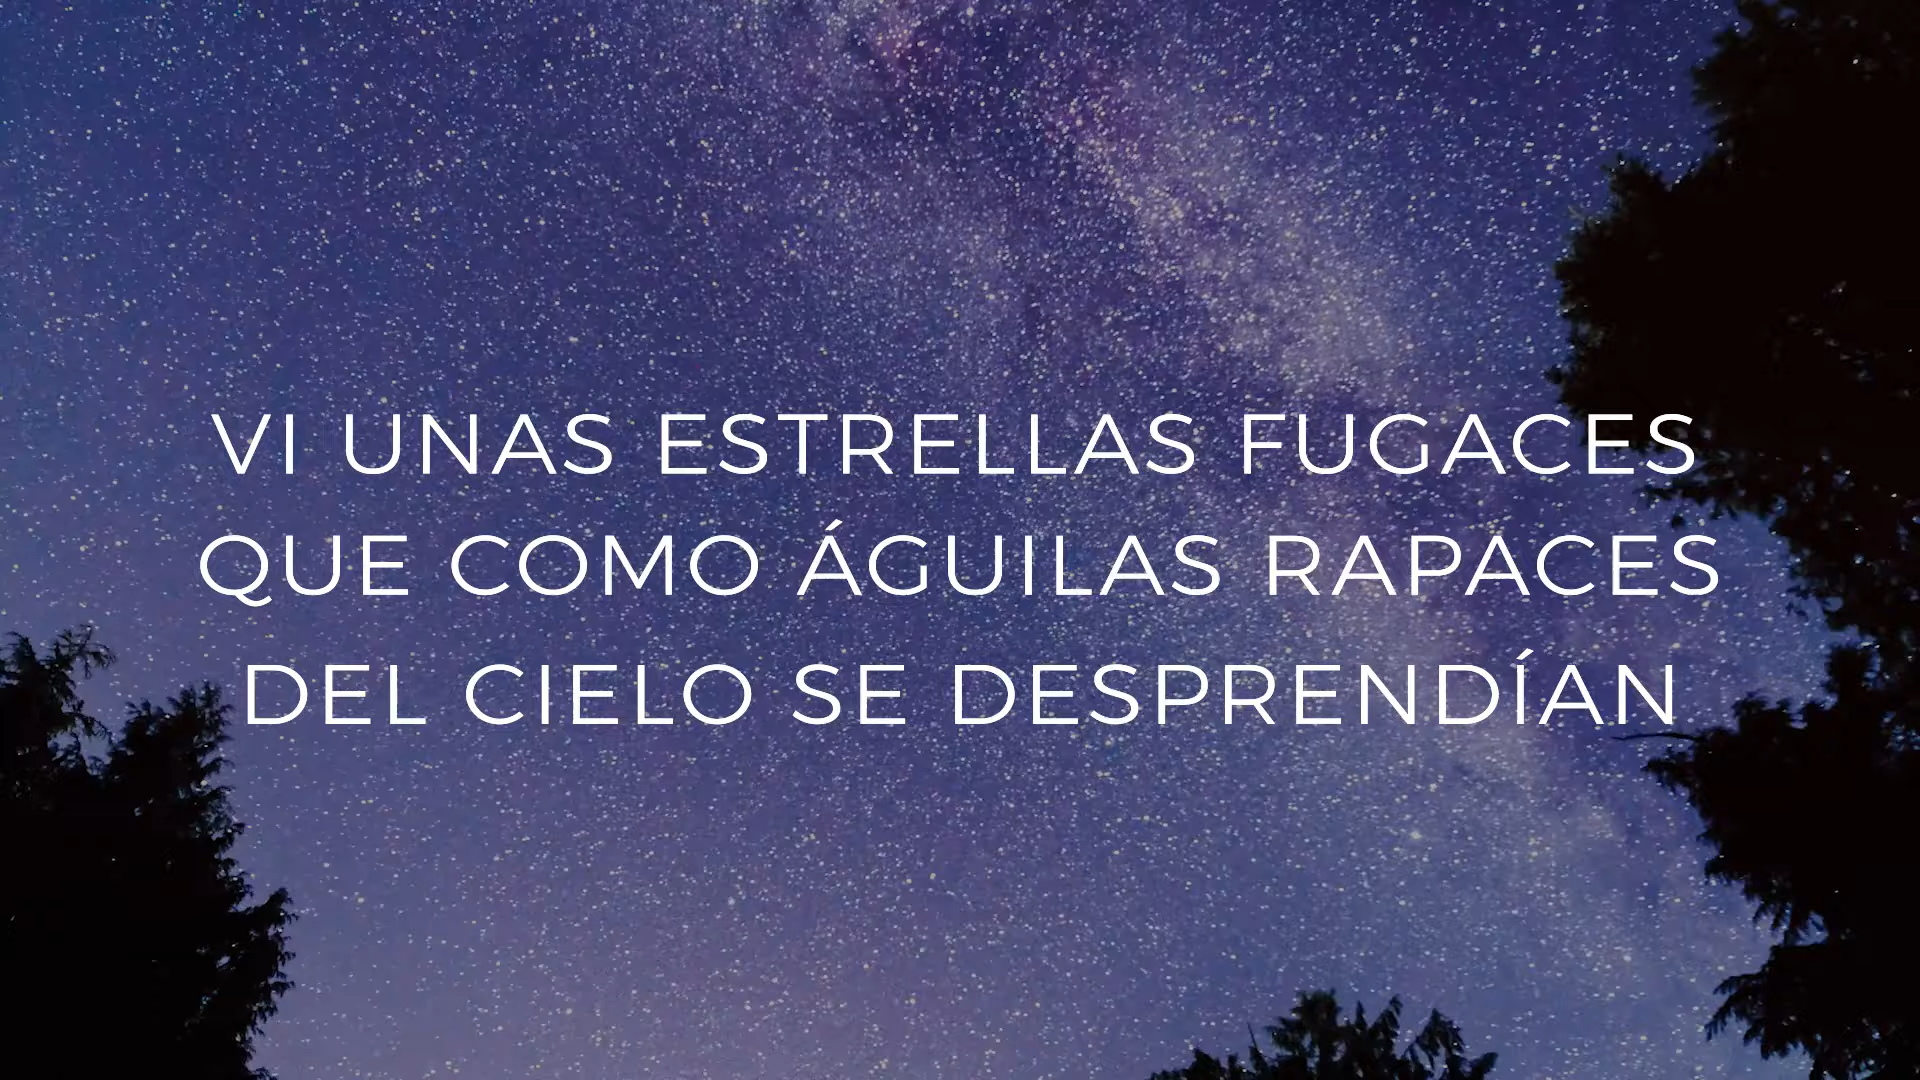 VI UNAS ESTRELLAS FUGACES
QUE COMO ÁGUILAS RAPACES
DEL CIELO SE DESPRENDÍAN